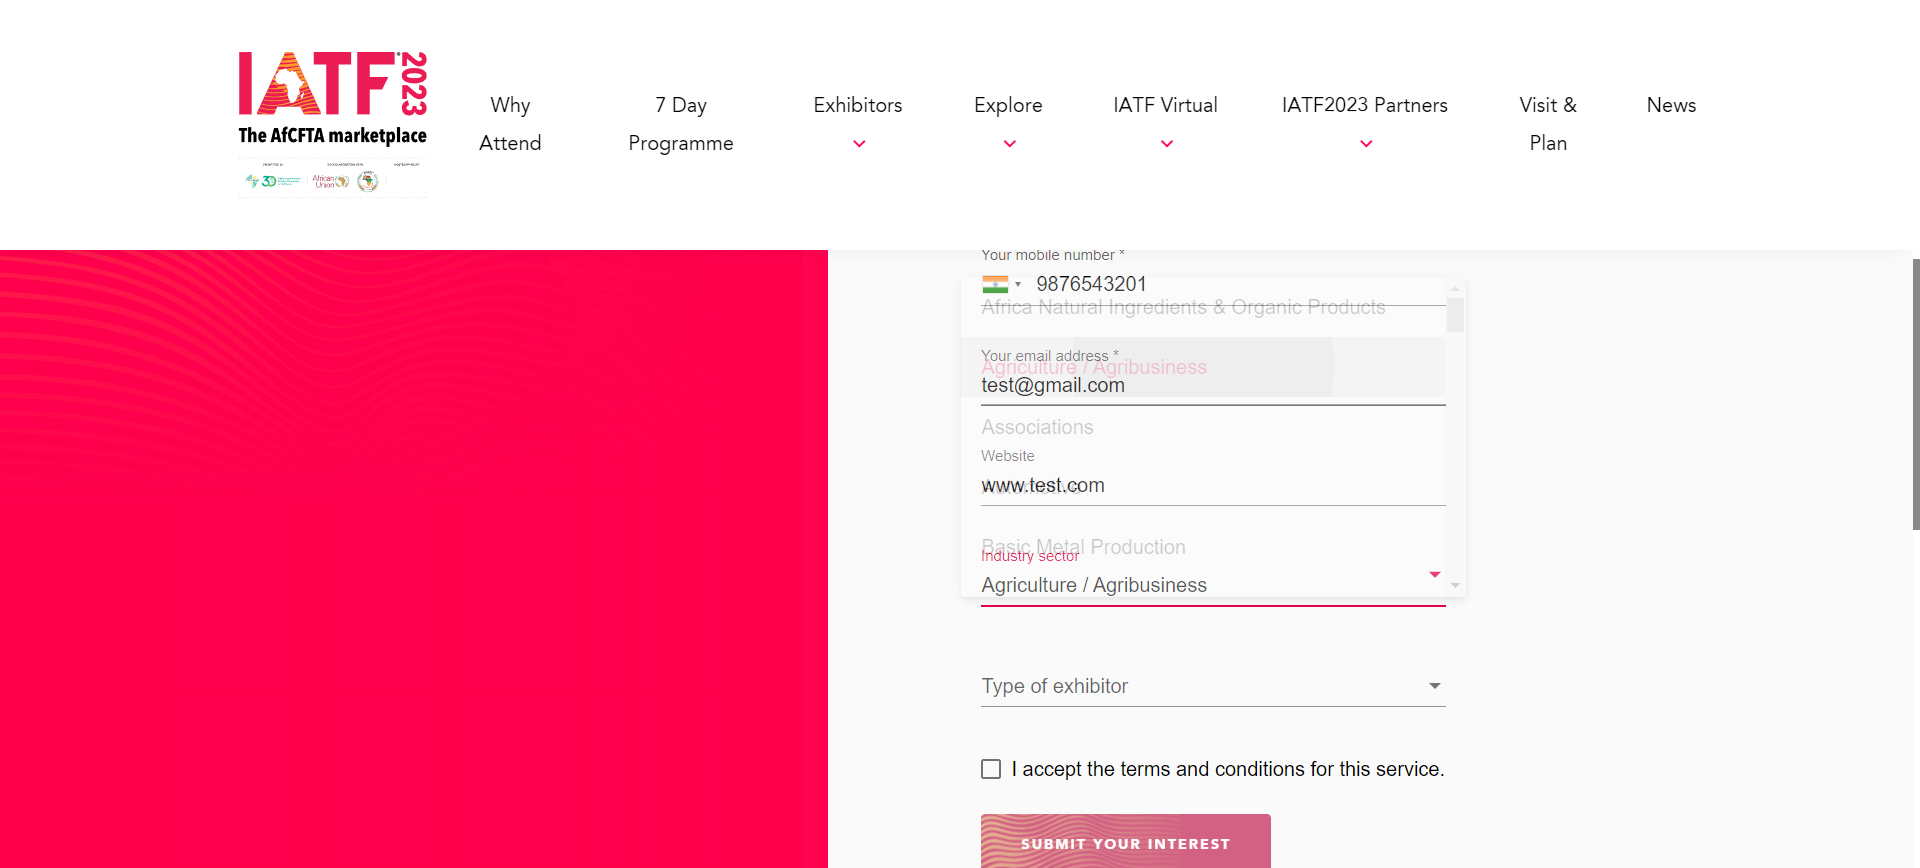 IATF 2023
The AfCFTA marketplace
30
African
Union
Why
Attend
7 Day
Programme
Exhibitors
Explore
IATF Virtual
IATF2023 Partners
Visit &
Plan
News
Your mobile number *
9876543201
Africa Natural Ingredients & Organic Products
Your email address *
Agriculture / Agribusiness
test@gmail.com
Associations
Website
www.test.com
Automotive
Basic Metal Production
Industry sector
Agriculture / Agribusiness
Type of exhibitor
I accept the terms and conditions for this service.
SUBMIT YOUR INTEREST